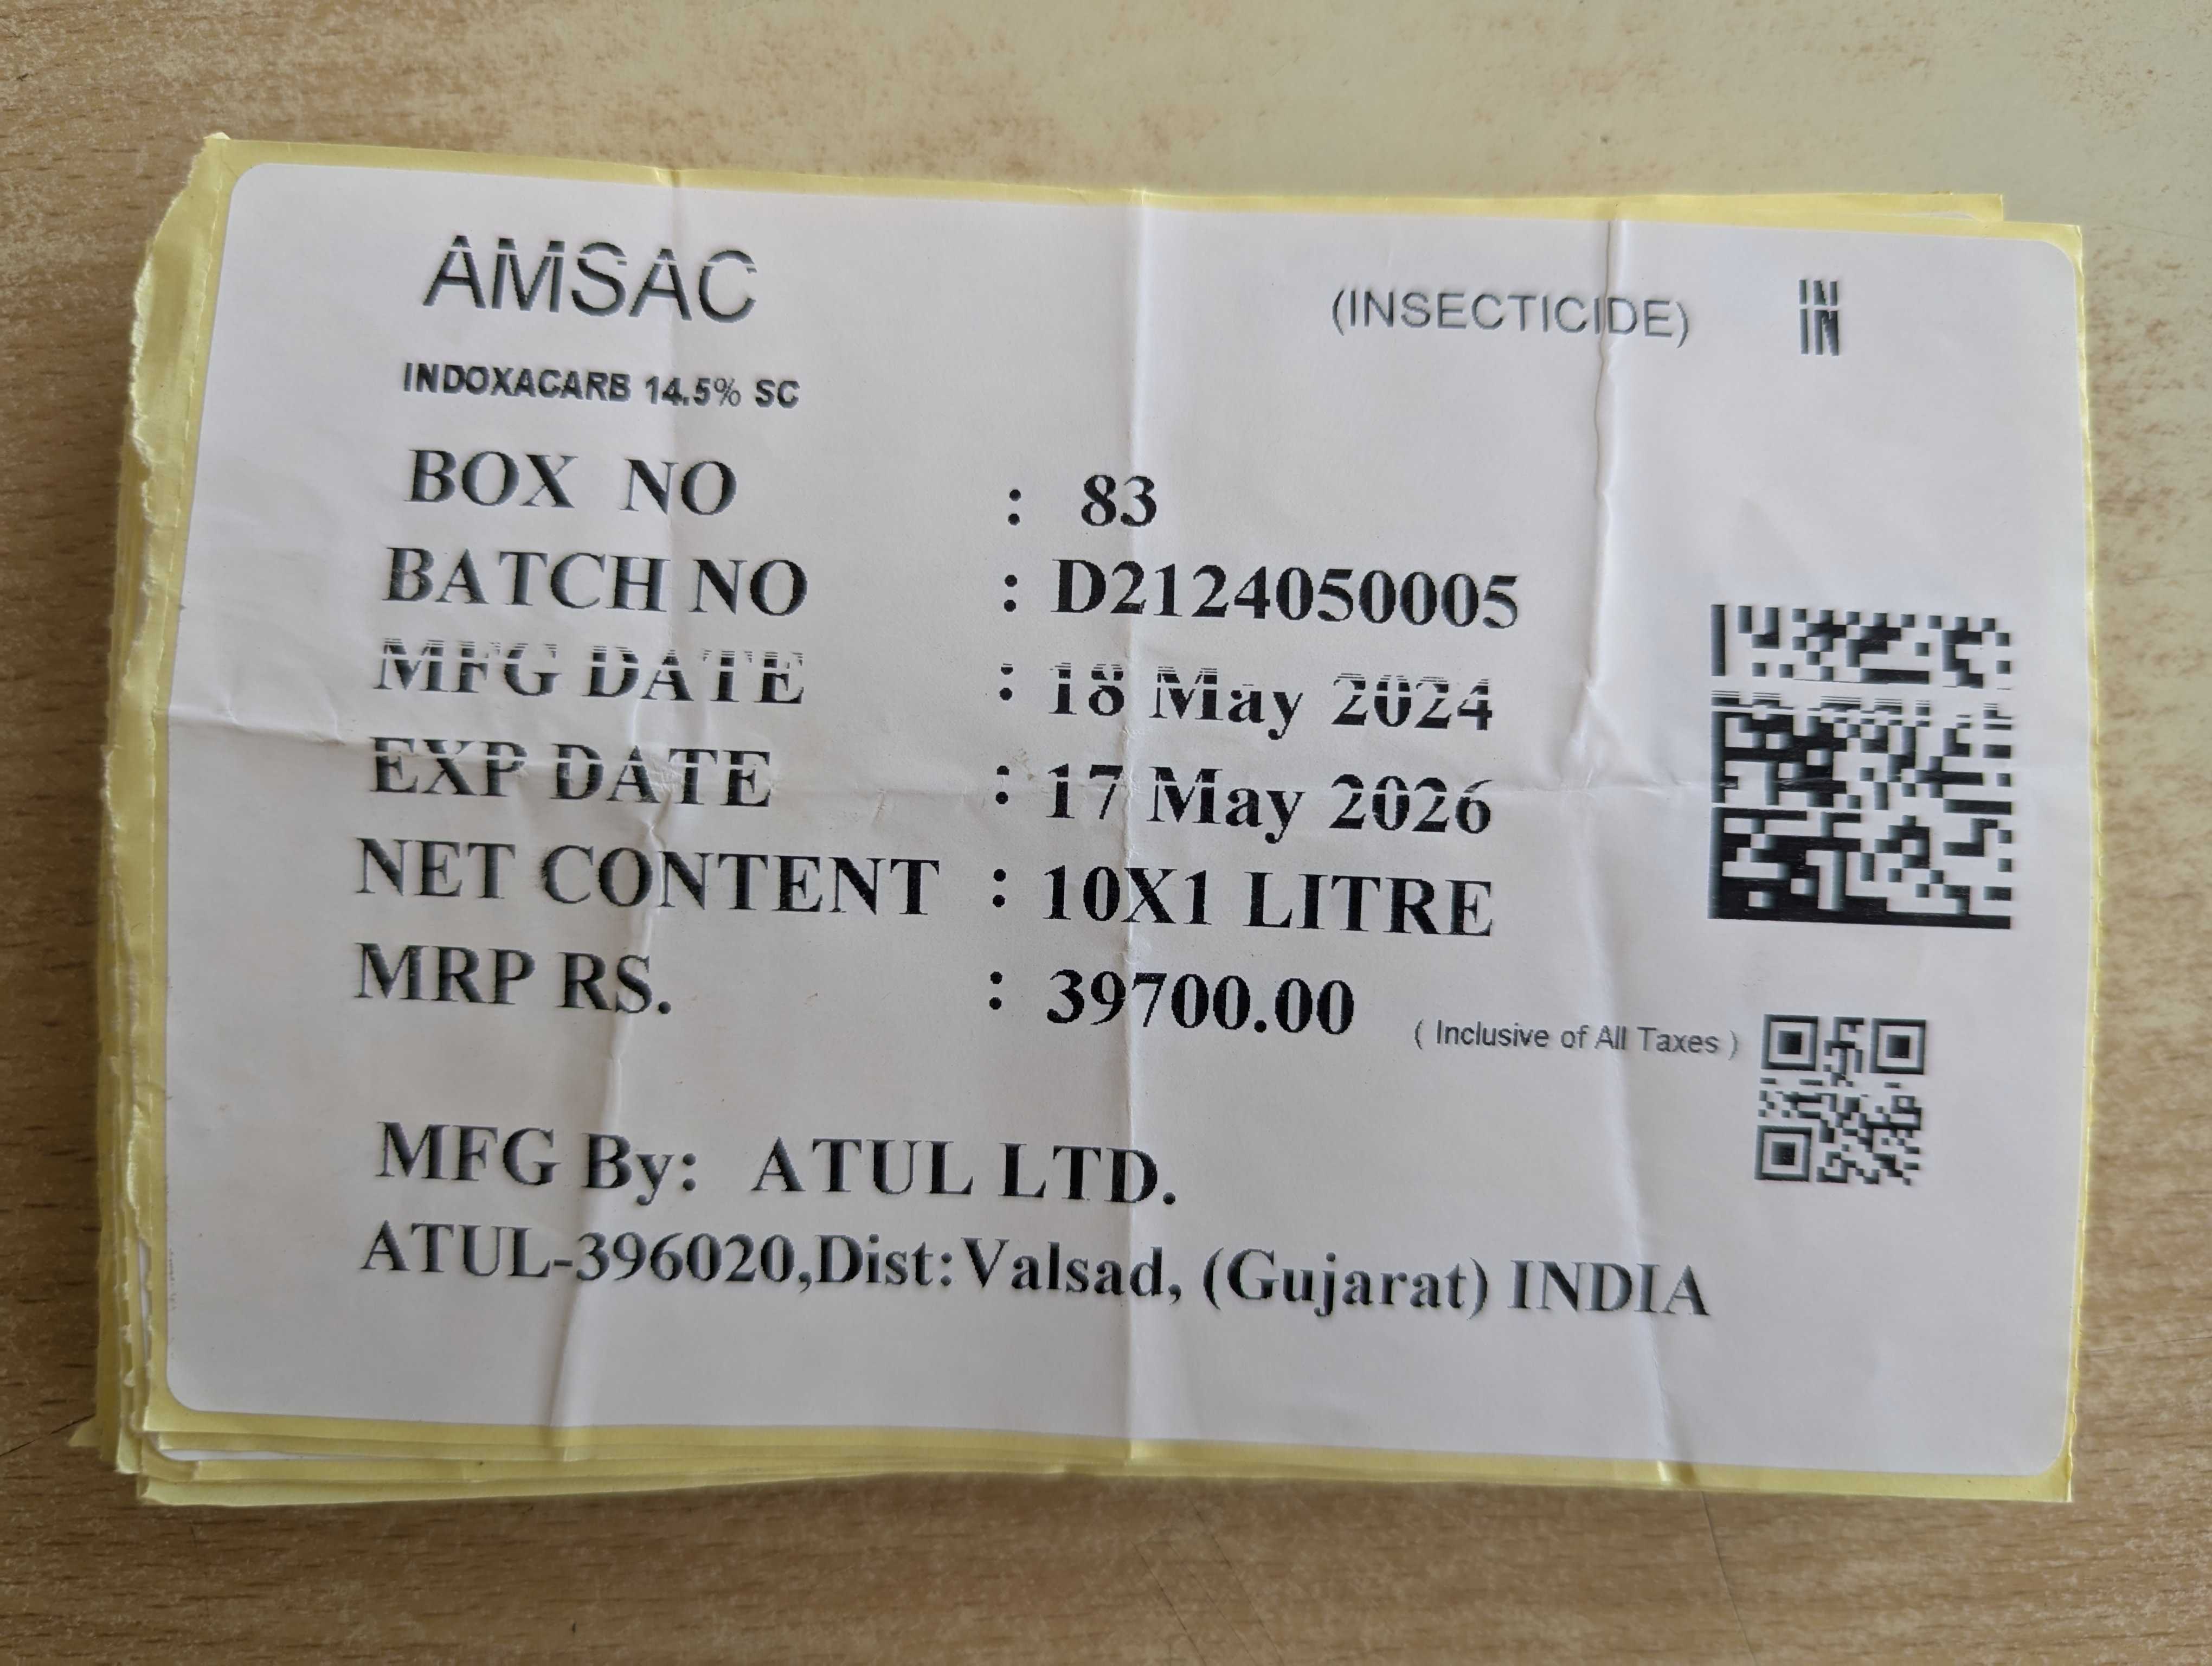 AMSAC (INSECTICIDE) IN
IN
INDOXACARB 14.5% SC
BOX NO : 83
BATCH NO : D2124050005
MFG DATE : 18 May 2024
EXP DATE : 17 May 2026
NET CONTENT : 10X1 LITRE
MRP RS. : 39700.00 ( Inclusive of All Taxes )
MFG By: ATUL LTD.
ATUL-396020,Dist:Valsad, (Gujarat) INDIA